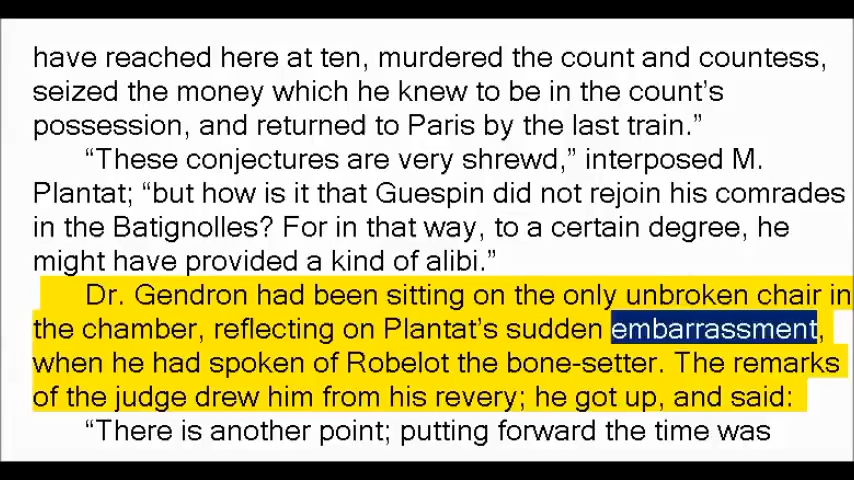 have reached here at ten, murdered the count and countess,
seized the money which he knew to be in the count’s
possession, and returned to Paris by the last train.”
“These conjectures are very shrewd,” interposed M.
Plantat; “but how is it that Guespin did not rejoin his comrades
in the Batignolles? For in that way, to a certain degree, he
might have provided a kind of alibi.”
Dr. Gendron had been sitting on the only unbroken chair in
the chamber, reflecting on Plantat’s sudden embarrassment,
when he had spoken of Robelot the bone-setter. The remarks
of the judge drew him from his revery; he got up, and said:
“There is another point; putting forward the time was